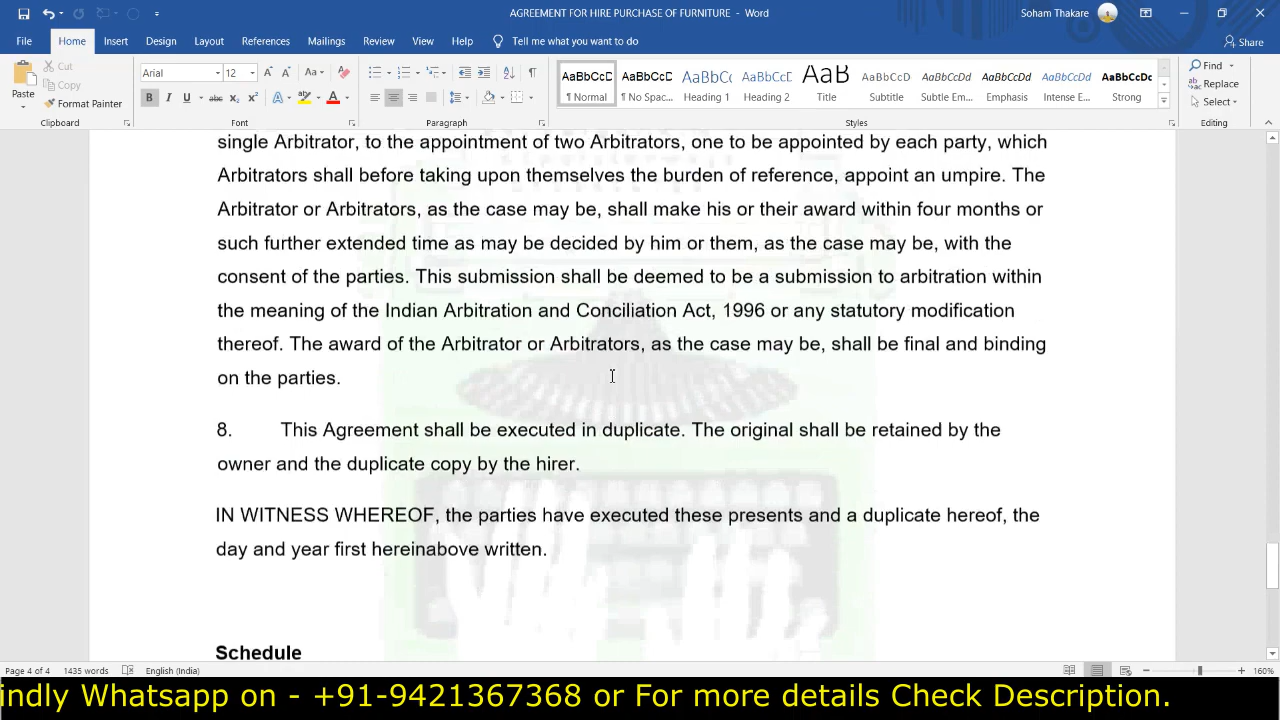 AGREEMENT FOR HIRE PURCHASE OF FURNITURE - Word
Soham Thakare
File Home Insert Design Layout References Mailings Review View Help Tell me what you want to do
Share
Paste
Cut
Copy
Format Painter
Clipboard
Arial 12
Font
Paragraph
AaBbCcD AaBbCcD AaBbC AaBbCcD AaB AaBbCcD AaBbCcDd AaBbCcDd AaBbCcDd AaBbCcDc
¶ Normal ¶ No Spac... Heading 1 Heading 2 Title Subtitle Subtle Em... Emphasis Intense E... Strong
Styles
Find
Replace
Select
Editing
single Arbitrator, to the appointment of two Arbitrators, one to be appointed by each party, which
Arbitrators shall before taking upon themselves the burden of reference, appoint an umpire. The
Arbitrator or Arbitrators, as the case may be, shall make his or their award within four months or
such further extended time as may be decided by him or them, as the case may be, with the
consent of the parties. This submission shall be deemed to be a submission to arbitration within
the meaning of the Indian Arbitration and Conciliation Act, 1996 or any statutory modification
thereof. The award of the Arbitrator or Arbitrators, as the case may be, shall be final and binding
on the parties.
8. This Agreement shall be executed in duplicate. The original shall be retained by the
owner and the duplicate copy by the hirer.
IN WITNESS WHEREOF, the parties have executed these presents and a duplicate hereof, the
day and year first hereinabove written.
Schedule
Page 4 of 4 1435 words English (India) 160%
indly Whatsapp on - +91-9421367368 or For more details Check Description.